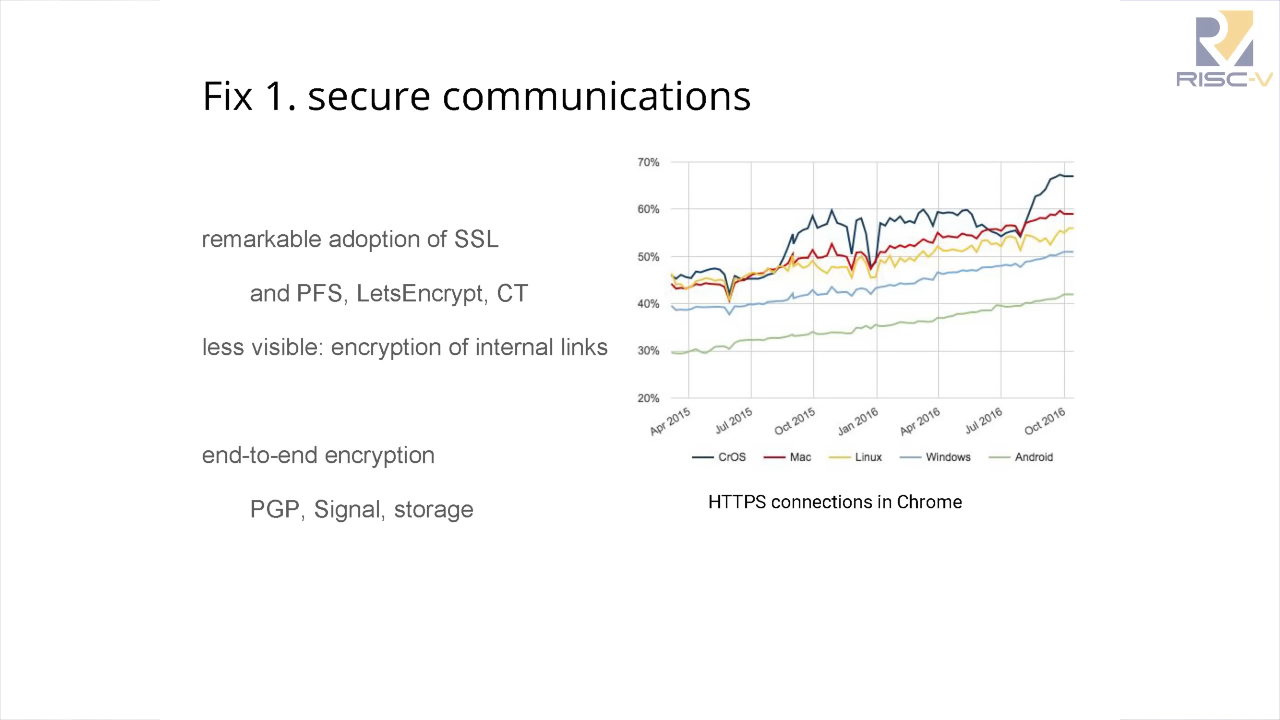 RISC-V
Fix 1. secure communications
remarkable adoption of SSL
and PFS, LetsEncrypt, CT
less visible: encryption of internal links
end-to-end encryption
PGP, Signal, storage
70%
60%
50%
40%
30%
20%
Apr 2015
Jul 2015
Oct 2015
Jan 2016
Apr 2016
Jul 2016
Oct 2016
CrOS Mac Linux Windows Android
HTTPS connections in Chrome